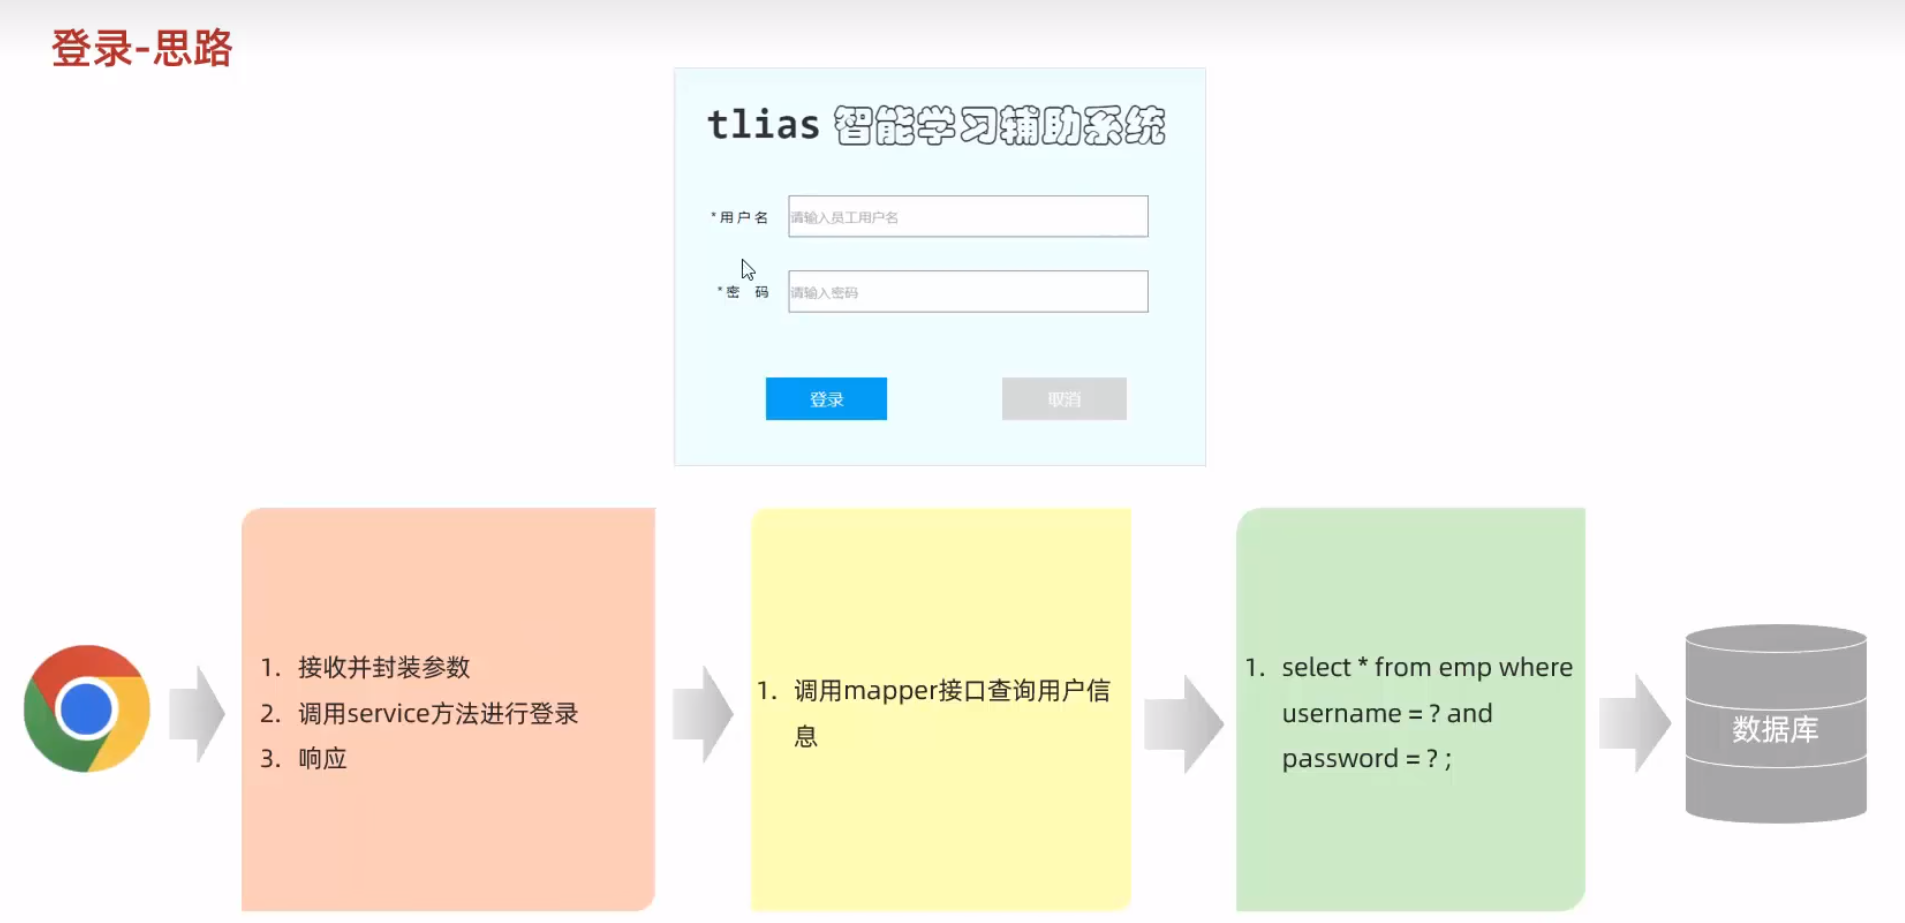 登录-思路
tlias 智能学习辅助系统
* 用 户 名 请输入员工用户名
* 密 码 请输入密码
登录 取消
1. 接收并封装参数
2. 调用service方法进行登录
3. 响应
1. 调用mapper接口查询用户信
息
1. select * from emp where
username = ? and
password = ? ;
数据库